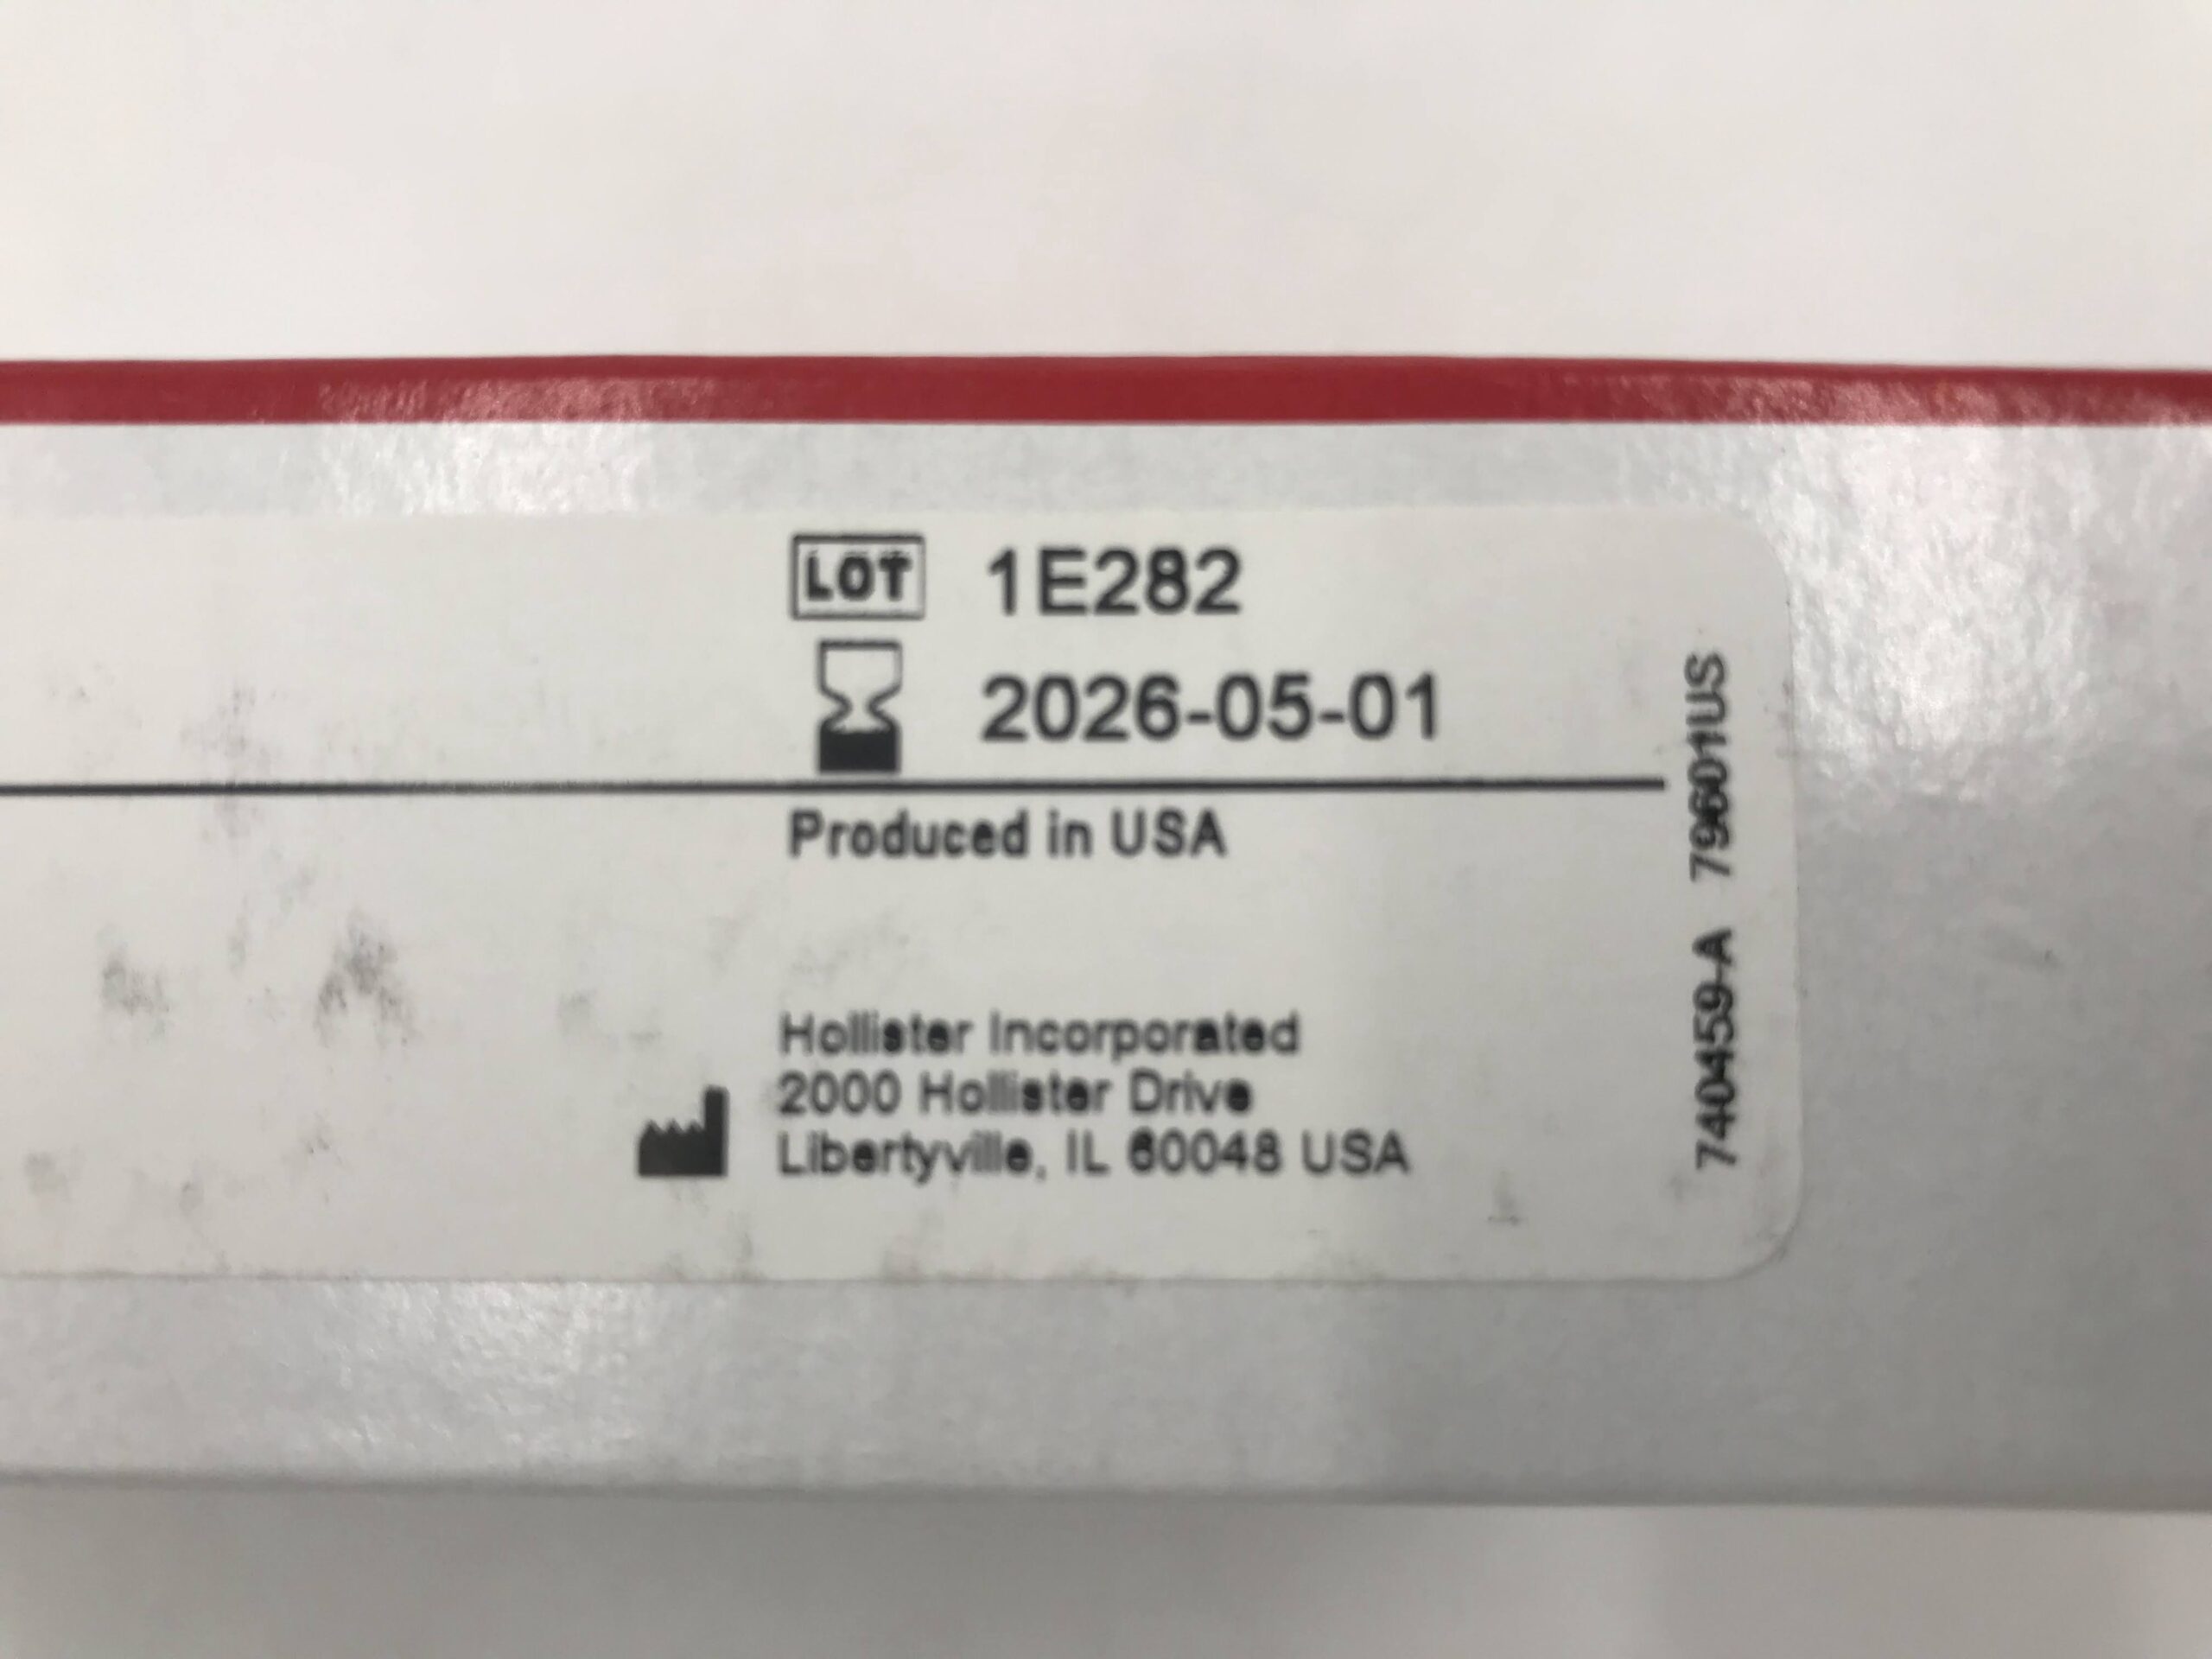 LOT 1E282
2026-05-01
Produced in USA
Hollister Incorporated
2000 Hollister Drive
Libertyville, IL 60048 USA
740459-A 79601US